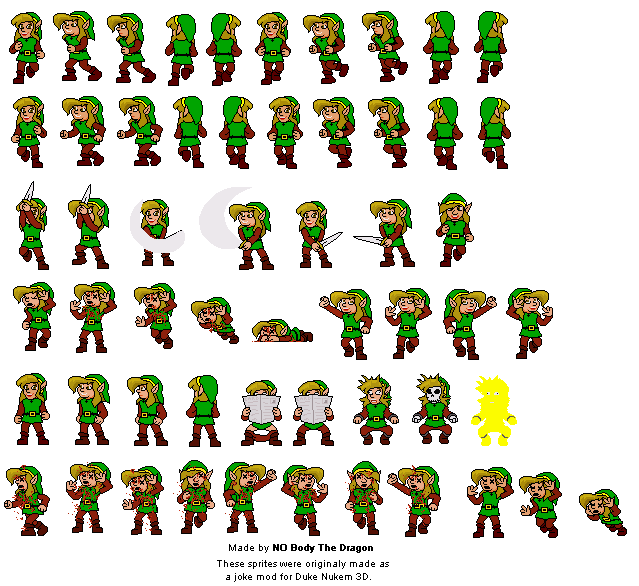 Made by NO Body The Dragon
These sprites were originaly made as
a joke mod for Duke Nukem 3D.